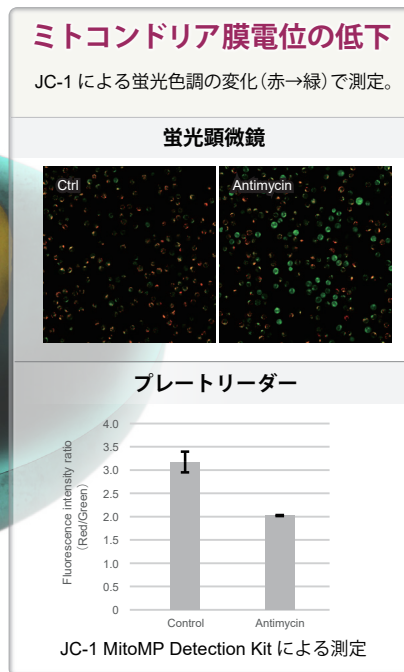 ミトコンドリア膜電位の低下
JC-1 による蛍光色調の変化（赤→緑）で測定。
蛍光顕微鏡
Ctrl
Antimycin
プレートリーダー
Fluorescence intensity ratio
（Red/Green）
4.0
3.5
3.0
2.5
2.0
1.5
1.0
0.5
0
Control
Antimycin
JC-1 MitoMP Detection Kit による測定